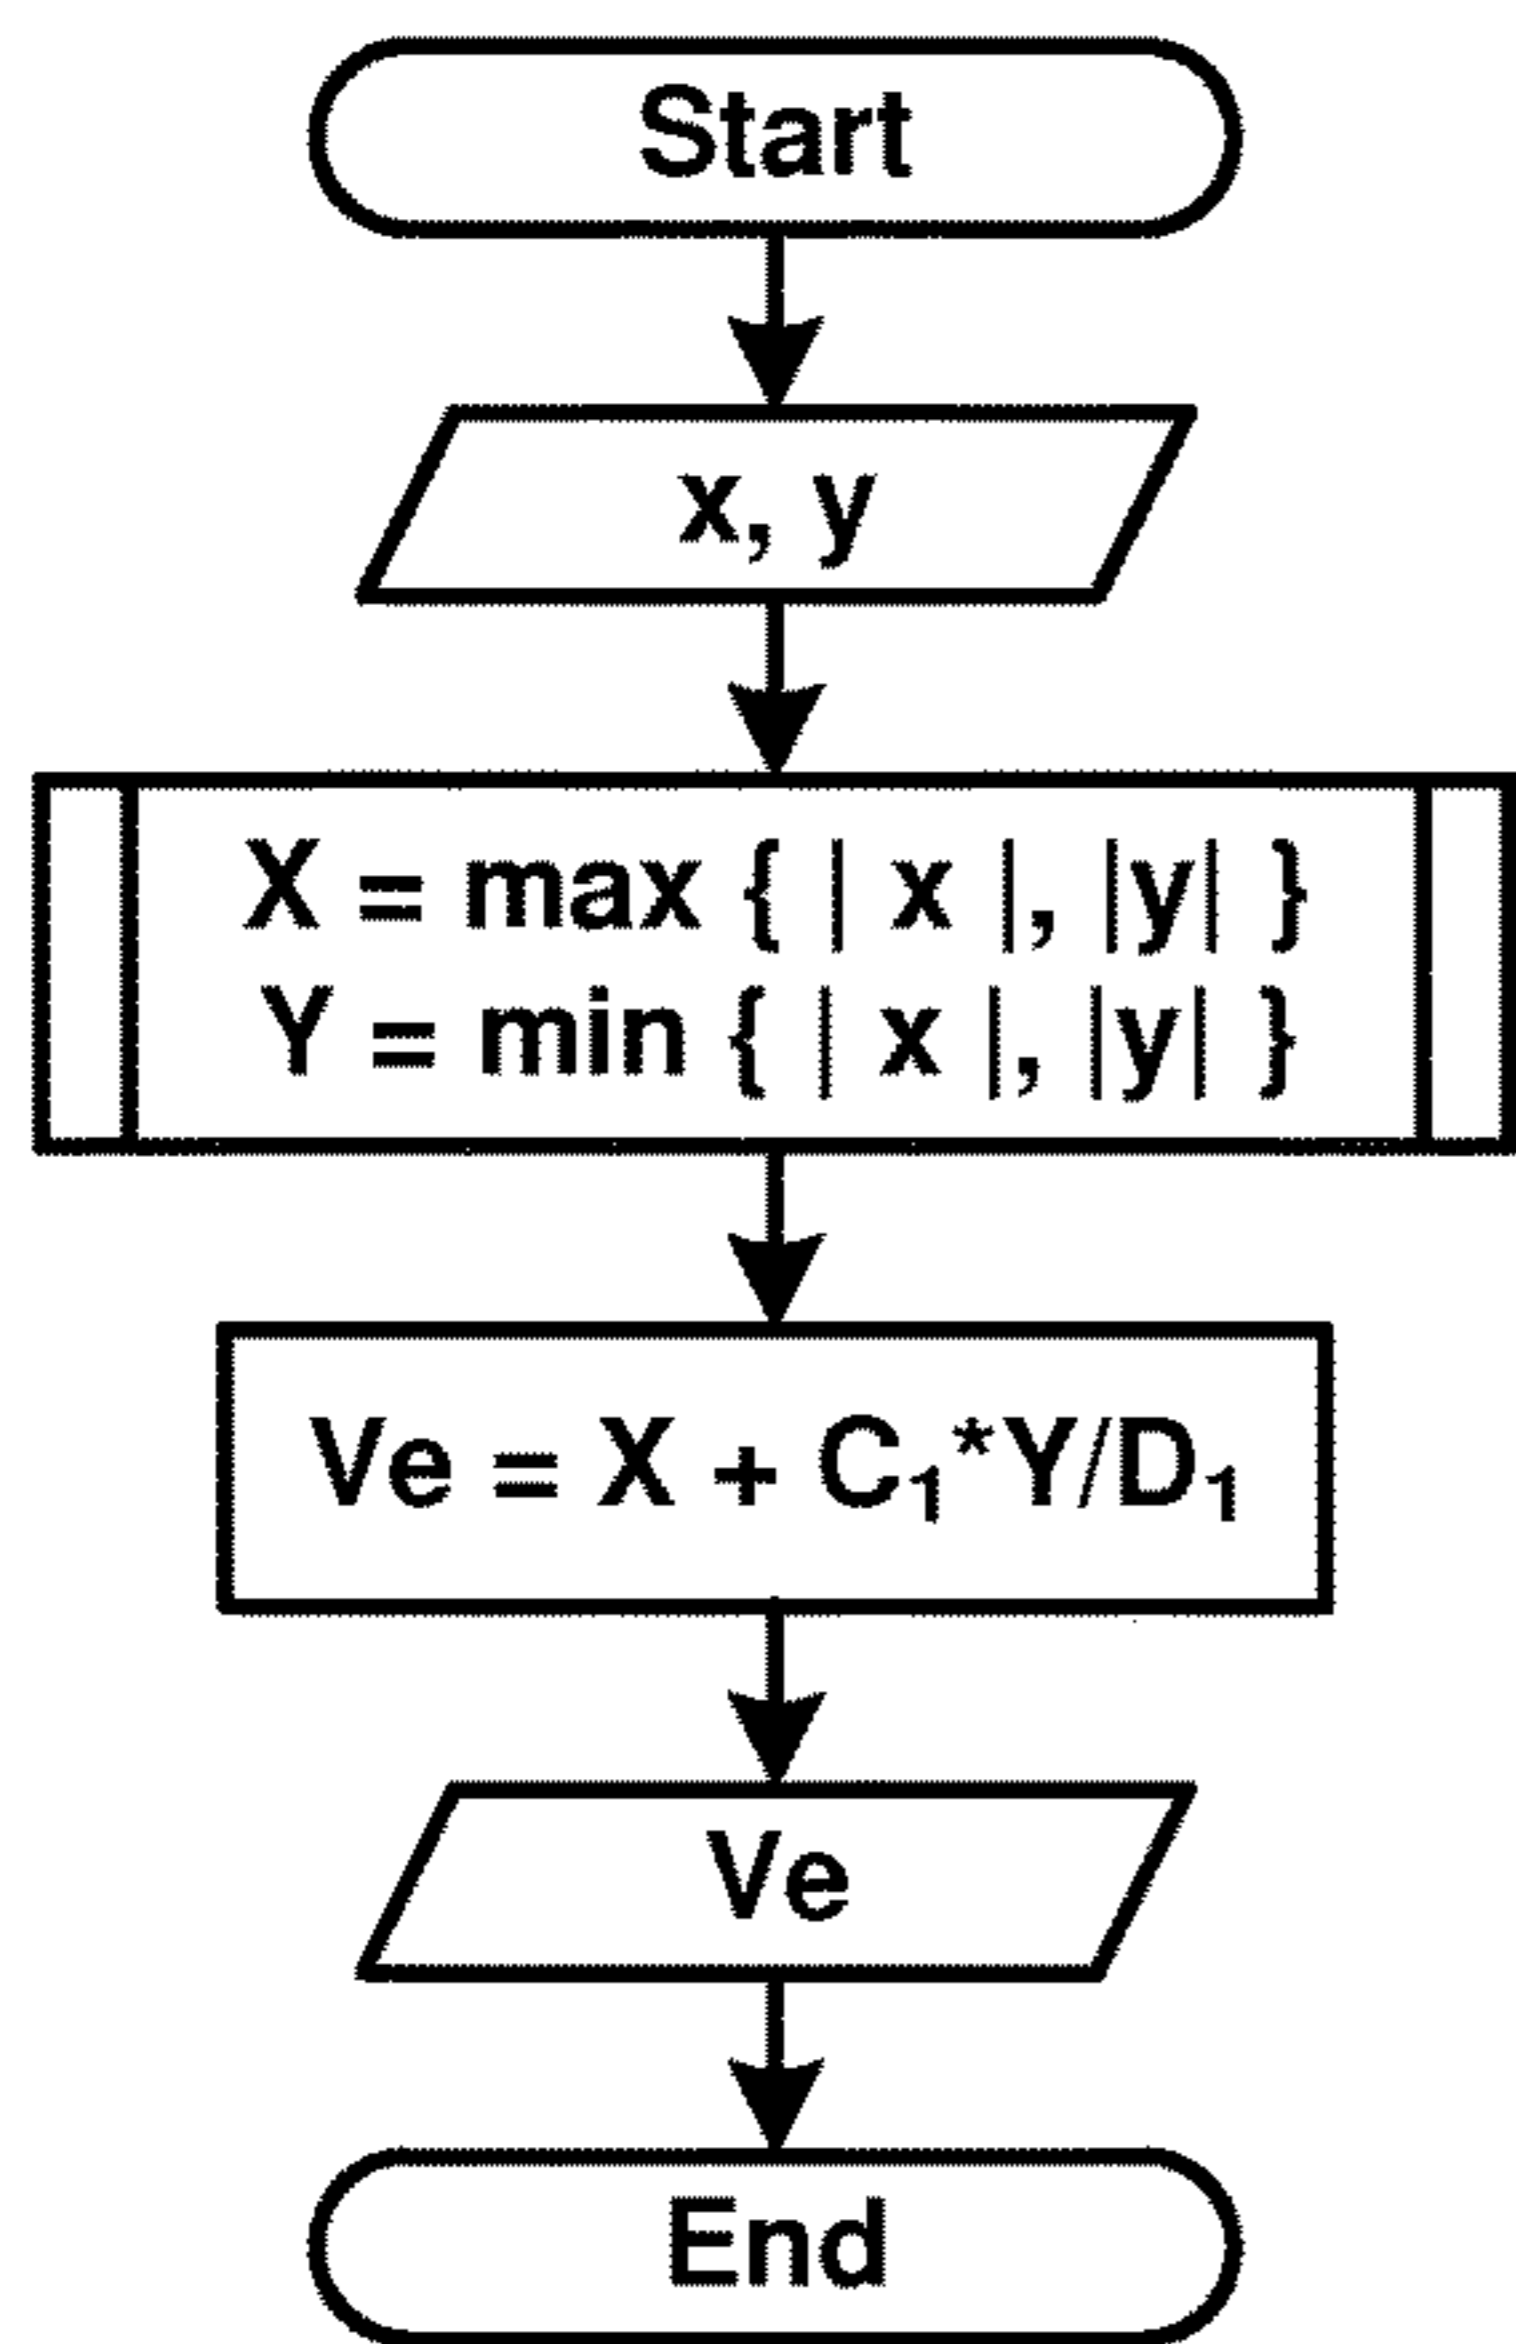 Start
x, y
X = max { | x |, |y| }
Y = min { | x |, |y| }
Ve = X + C₁*Y/D₁
Ve
End